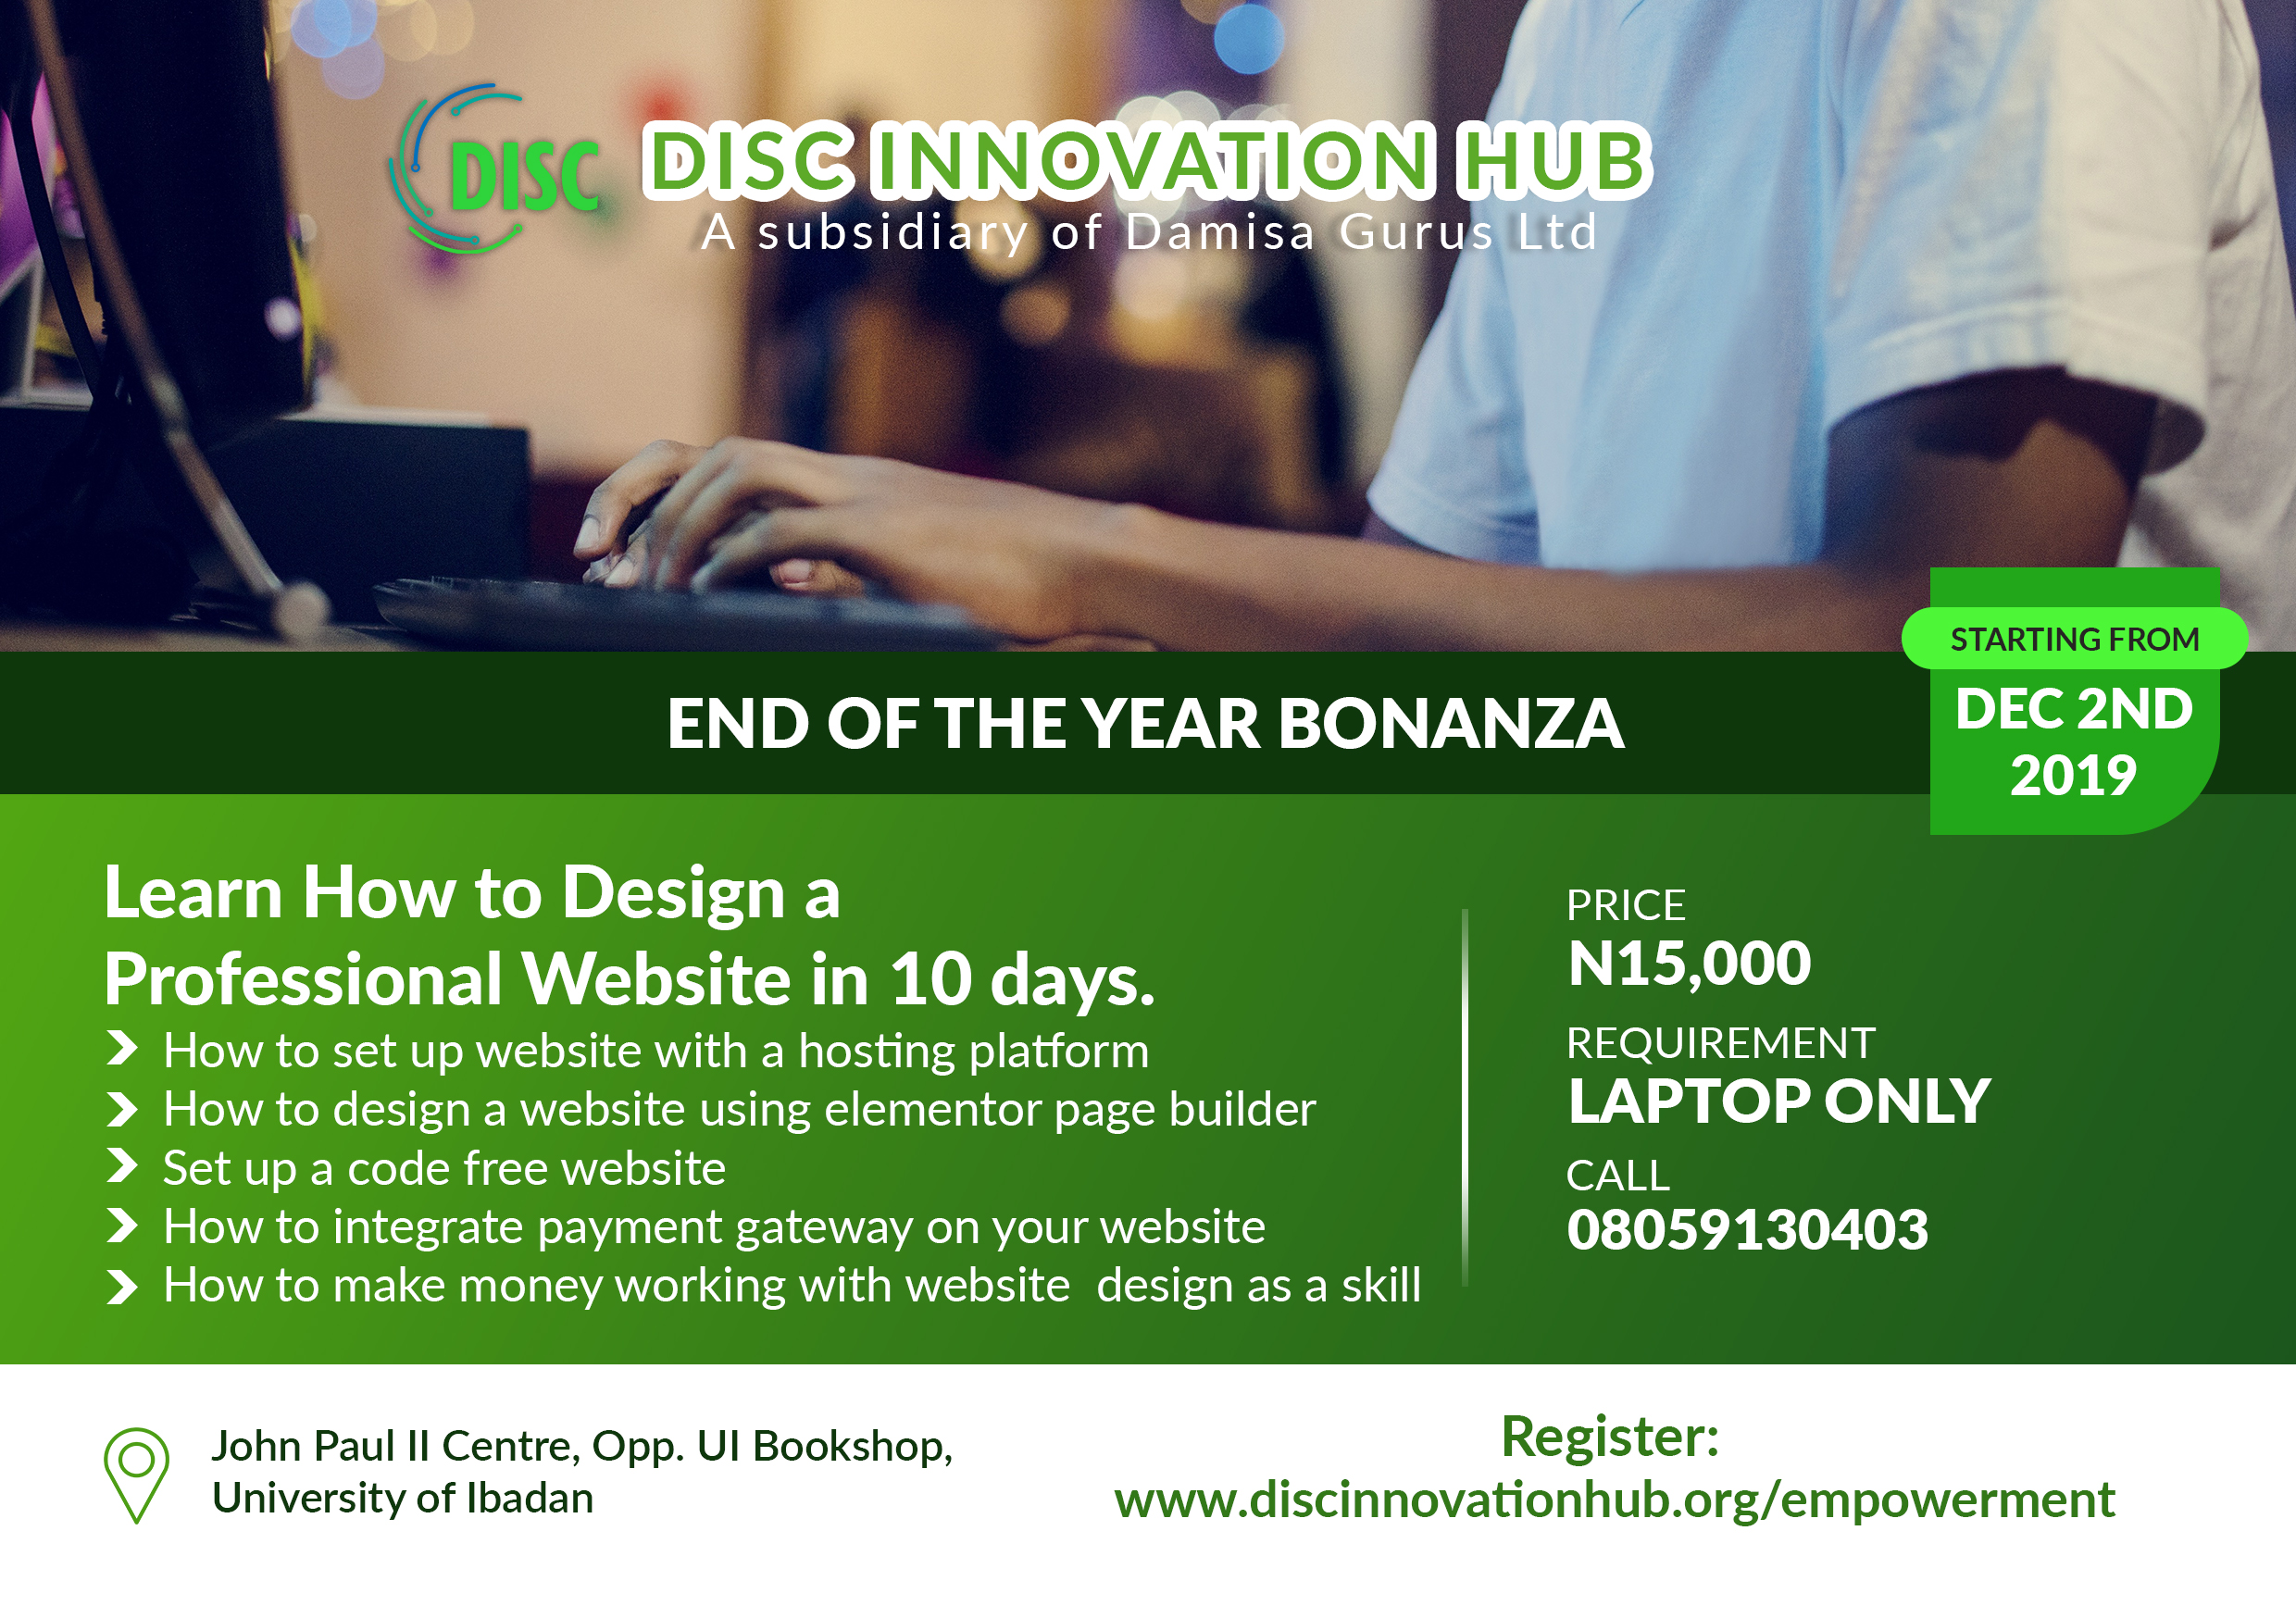 DISC
DISC INNOVATION HUB
A subsidiary of Damisa Gurus Ltd
STARTING FROM
DEC 2ND
2019
END OF THE YEAR BONANZA
Learn How to Design a
Professional Website in 10 days.
How to set up website with a hosting platform
How to design a website using elementor page builder
Set up a code free website
How to integrate payment gateway on your website
How to make money working with website  design as a skill
PRICE
N15,000
REQUIREMENT
LAPTOP ONLY
CALL
08059130403
John Paul II Centre, Opp. UI Bookshop,
University of Ibadan
Register:
www.discinnovationhub.org/empowerment